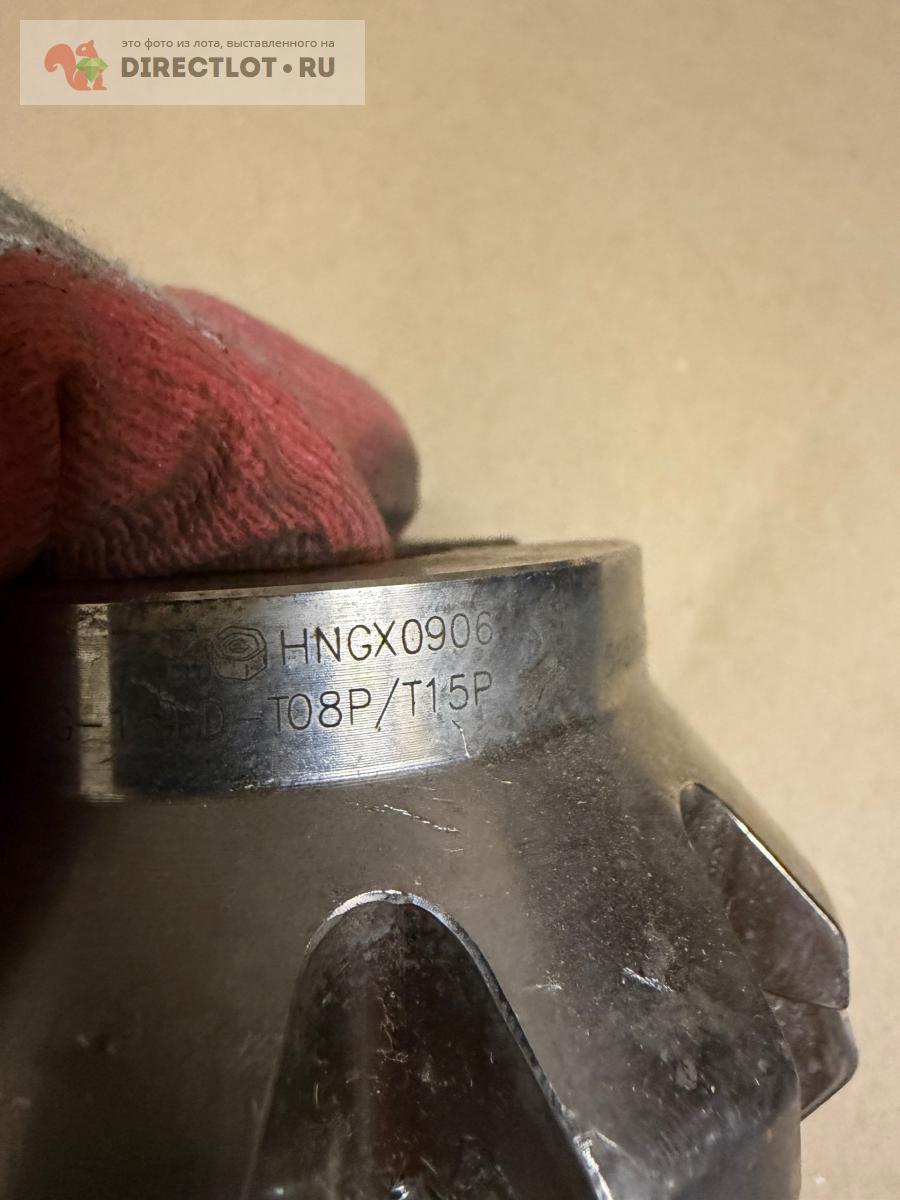 это фото из лота, выставленного на
DIRECTLOT•RU
HNGX0906
T08P/T15P